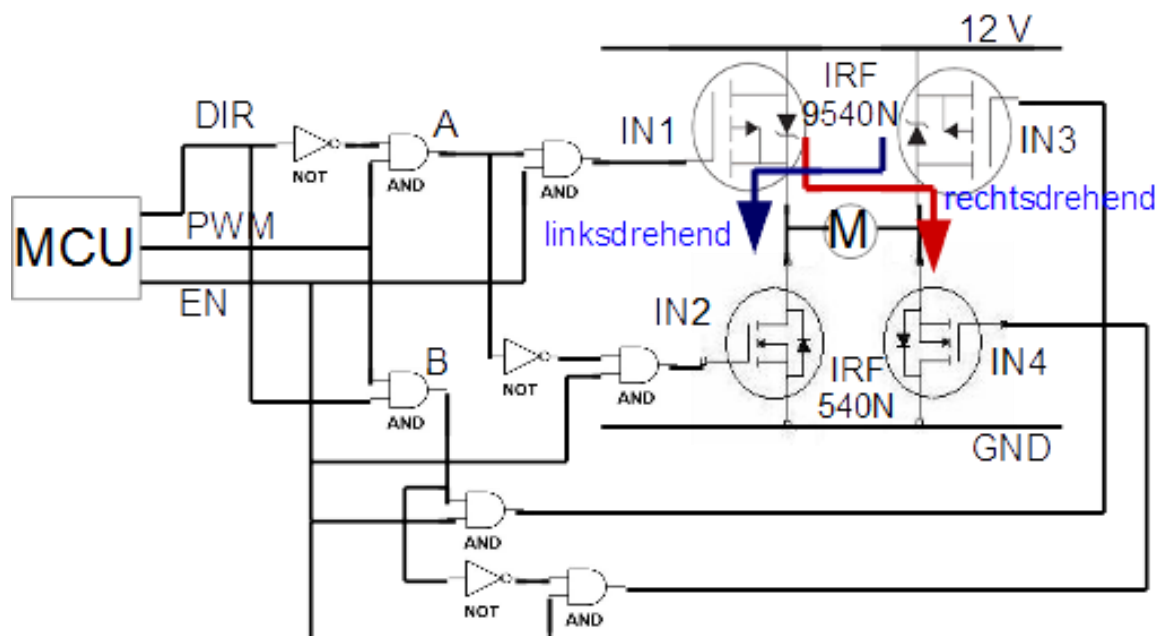 12 V
DIR
A
IRF
9540N
IN1
IN3
NOT
AND
AND
MCU
PWM
rechtsdrehend
linksdrehend
M
EN
IN2
B
NOT
AND
IRF
540N
IN4
AND
GND
AND
NOT
AND